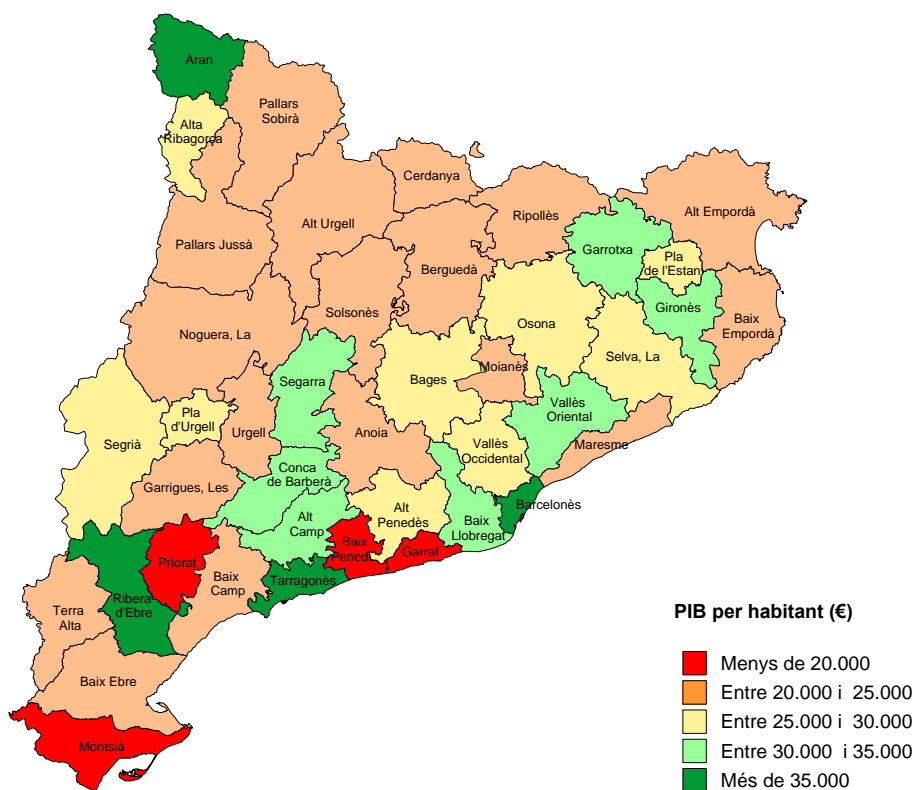 Aran
Pallars
Sobirà
Alta
Ribagorça
Cerdanya
Ripollès
Alt Empordà
Alt Urgell
Pallars Jussà
Garrotxa
Pla
de l'Estan
Berguedà
Gironès
Solsonès
Baix
Empordà
Noguera, La
Osona
Selva, La
Moianès
Segarra
Bages
Vallès
Oriental
Pla
d'Urgell
Urgell
Anoia
Segrià
Vallès
Occidental
Maresme
Conca
de Barberà
Garrigues, Les
Barcelonès
Alt
Camp
Alt
Penedès
Baix
Llobregat
Baix
Pened
Garraf
Priorat
Baix
Camp
Tarragonès
Ribera
d'Ebre
Terra
Alta
Baix Ebre
Montsià
PIB per habitant (€)
Menys de 20.000
Entre 20.000 i 25.000
Entre 25.000 i 30.000
Entre 30.000 i 35.000
Més de 35.000